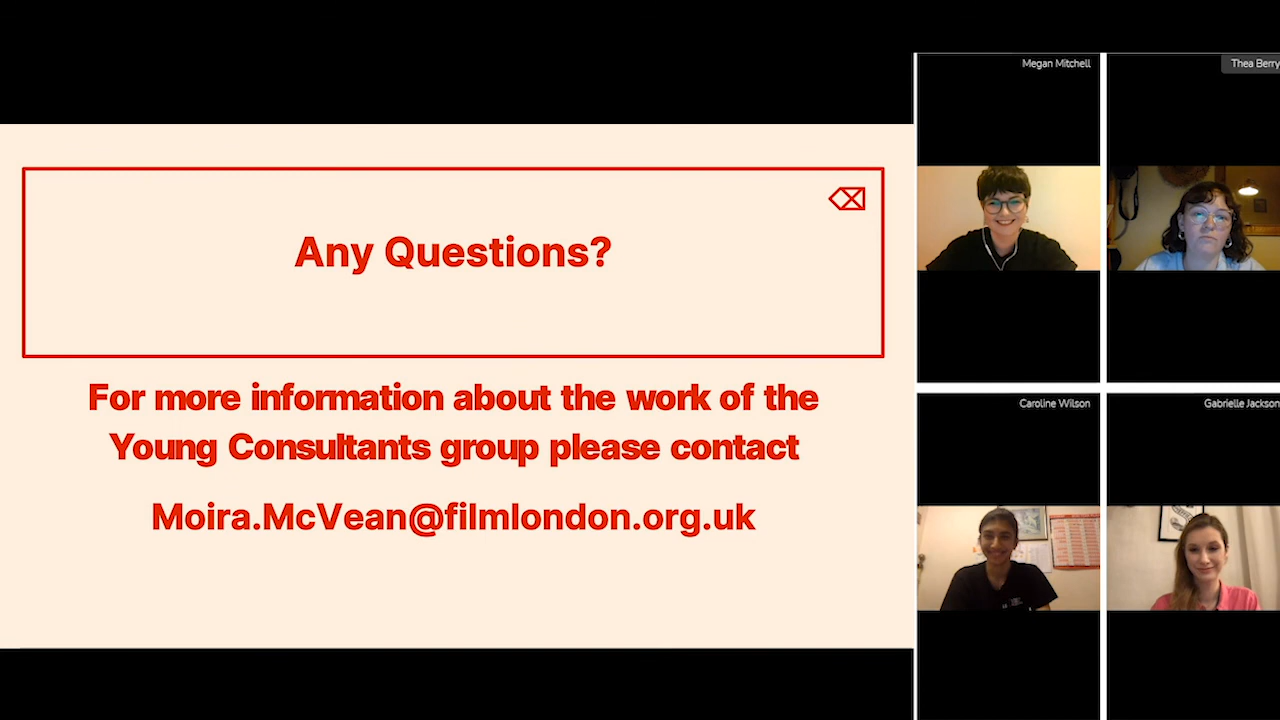 Any Questions?
For more information about the work of the
Young Consultants group please contact
Moira.McVean@filmlondon.org.uk
Megan Mitchell
Thea Berry
Caroline Wilson
Gabrielle Jackson